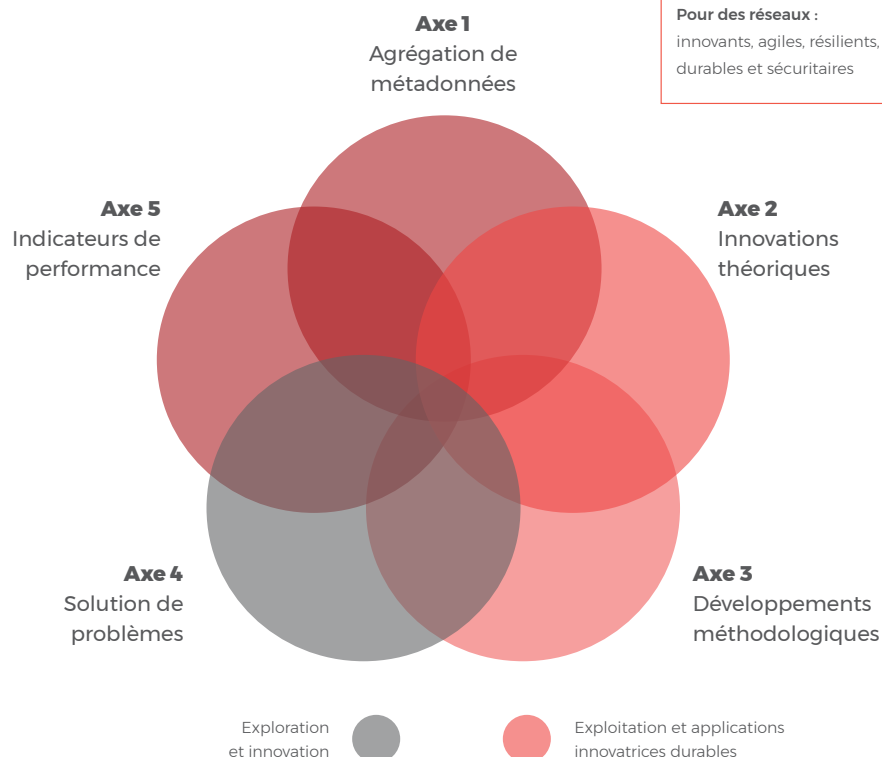 Axe 1
Agrégation de
métadonnées
Pour des réseaux :
innovants, agiles, résilients,
durables et sécuritaires
Axe 5
Indicateurs de
performance
Axe 2
Innovations
théoriques
Axe 4
Solution de
problèmes
Axe 3
Développements
méthodologiques
Exploration
et innovation
Exploitation et applications
innovatrices durables